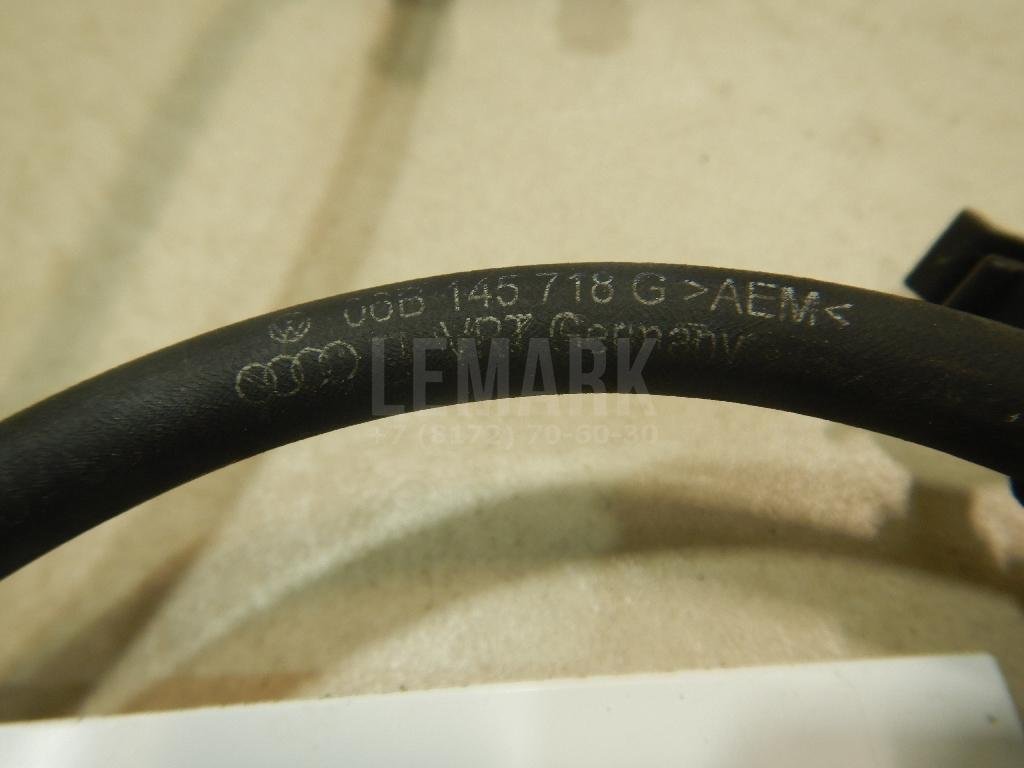 06B 145 718 G >AEM<
Germany
LEMARK
+7 (8172) 70-60-30